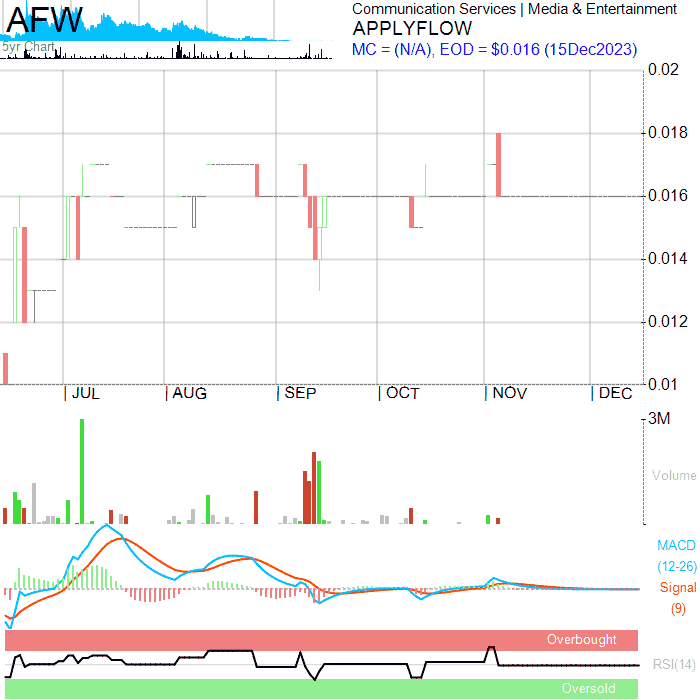 AFW
5yr Chart
Communication Services | Media & Entertainment
APPLYFLOW
MC = (N/A), EOD = $0.016 (15Dec2023)
0.02
0.018
0.016
0.014
0.012
0.01
JUL
AUG
SEP
OCT
NOV
DEC
3M
Volume
MACD
(12-26)
Signal
(9)
Overbought
RSI(14)
Oversold